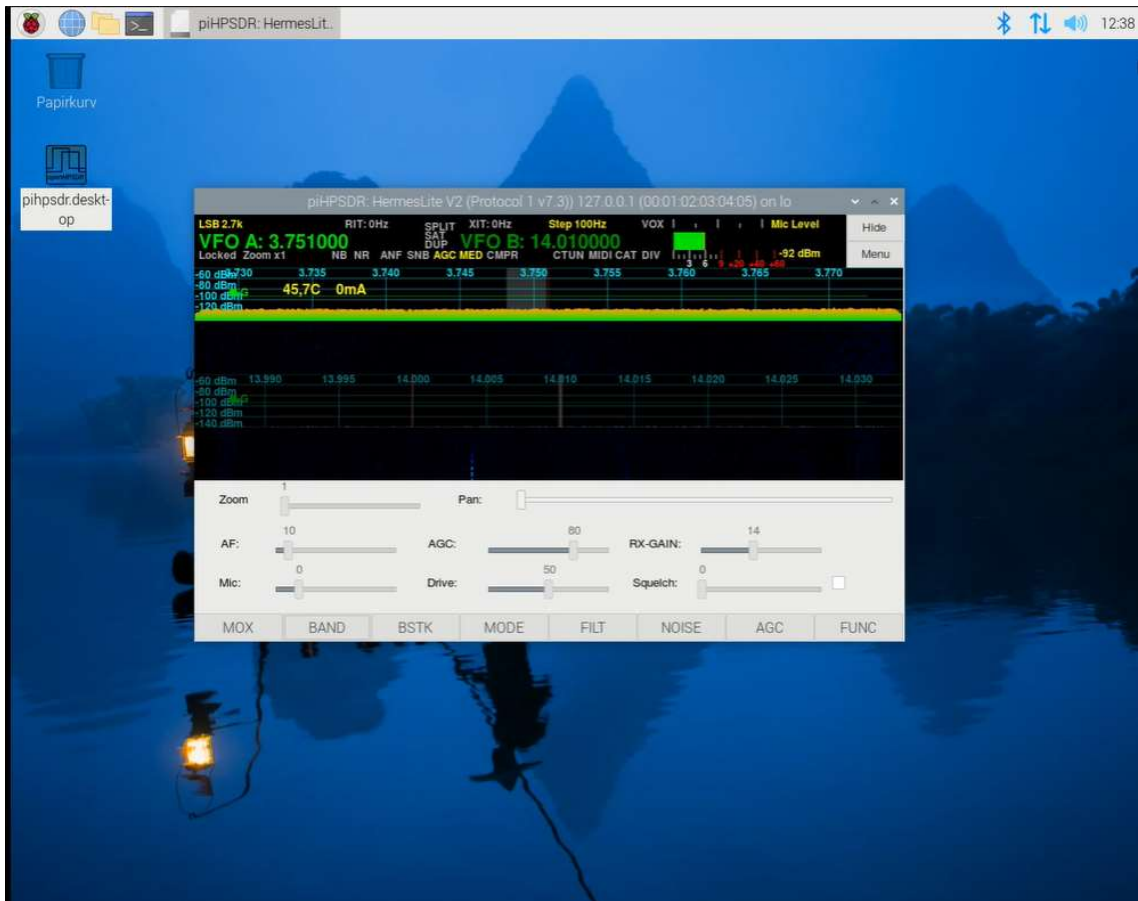 piHPSDR: HermesLit..
12:38
Papirkurv
pihpsdr.deskt-
op
piHPSDR: HermesLite V2 (Protocol 1 v7.3)) 127.0.0.1 (00:01:02:03:04:05) on lo
LSB 2.7k RIT: 0Hz SPLIT XIT: 0Hz Step 100Hz VOX Mic Level Hide
SAT
VFO A: 3.751000 DUP VFO B: 14.010000
Locked Zoom x1 NB NR ANF SNB AGC MED CMPR CTUN MIDI CAT DIV 3 6 9 +20 +40 +60 -92 dBm Menu
-60 dBm 3.730 3.735 3.740 3.745 3.750 3.755 3.760 3.765 3.770
-80 dBm
-100 dBm 45,7C 0mA
-120 dBm
-60 dBm 13.990 13.995 14.000 14.005 14.010 14.015 14.020 14.025 14.030
-80 dBm
-100 dBm
-120 dBm
-140 dBm
Zoom 1 Pan:
AF: 10 AGC: 80 RX-GAIN: 14
Mic: 0 Drive: 50 Squelch: 0
MOX BAND BSTK MODE FILT NOISE AGC FUNC